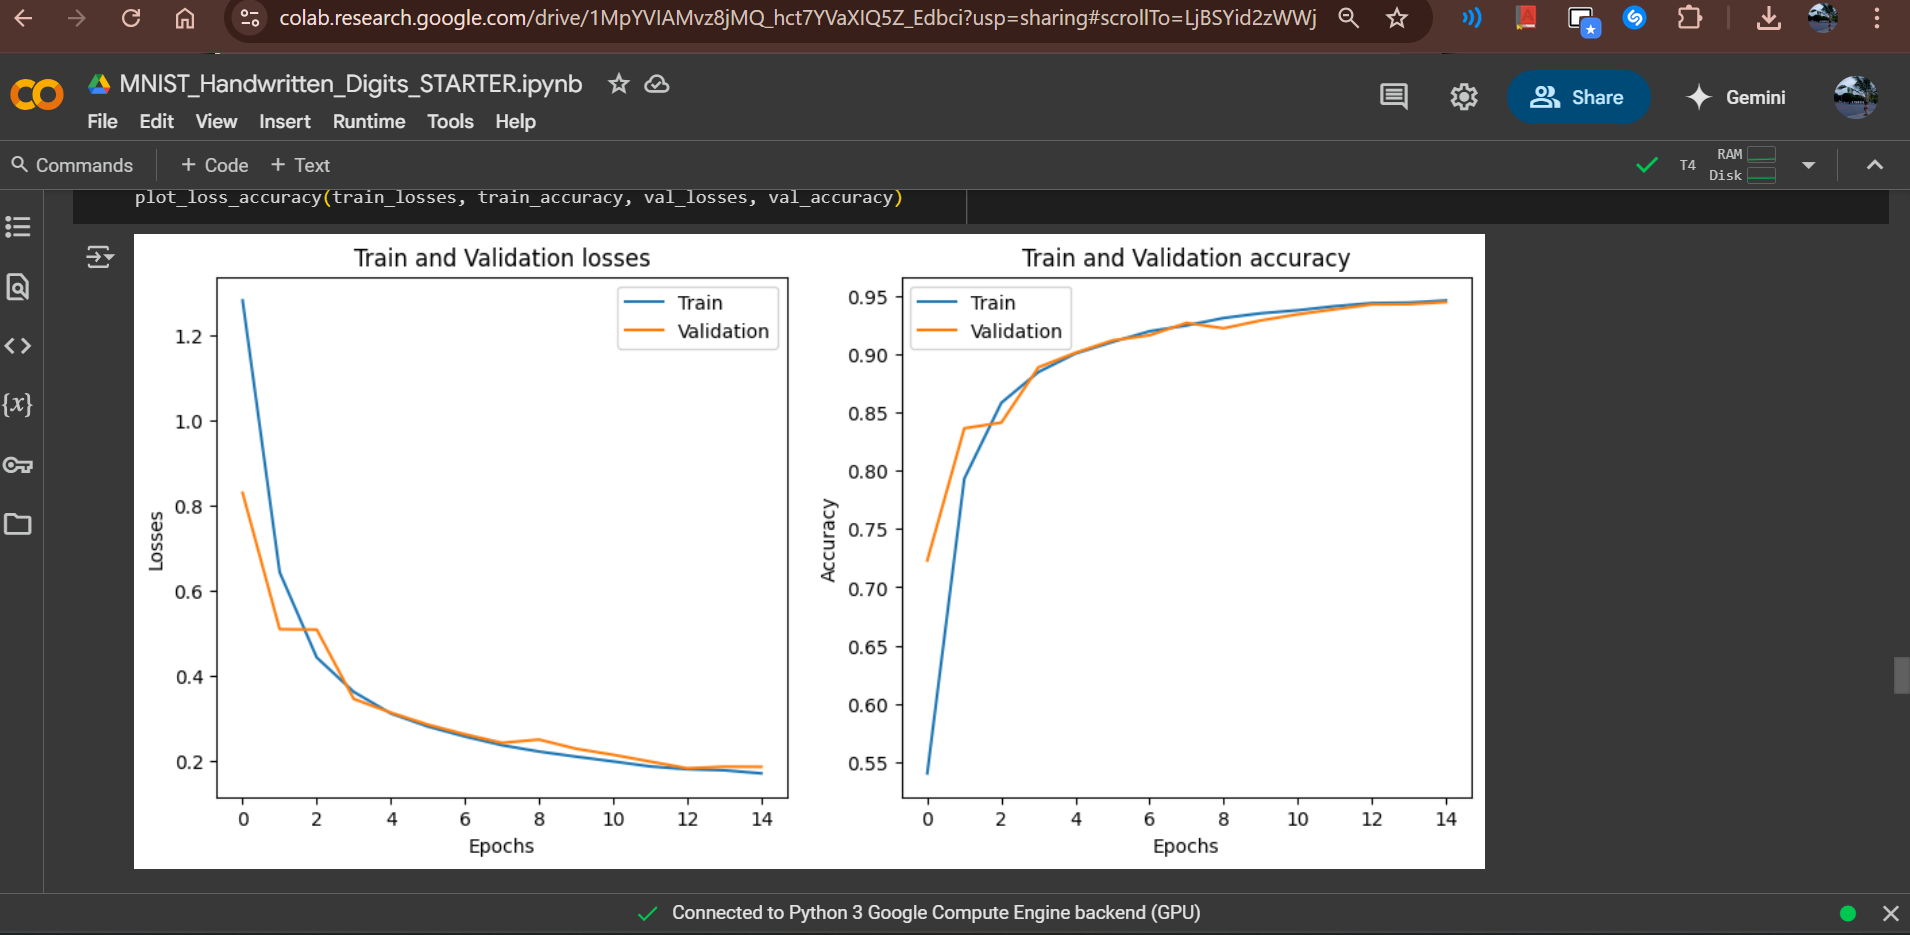 colab.research.google.com/drive/1MpYVIAMvz8jMQ_hct7YVaXIQ5Z_Edbci?usp=sharing#scrollTo=LjBSYid2zWWj
MNIST_Handwritten_Digits_STARTER.ipynb
File Edit View Insert Runtime Tools Help
Share
Gemini
Commands + Code + Text
T4
RAM
Disk
plot_loss_accuracy(train_losses, train_accuracy, val_losses, val_accuracy)
Train and Validation losses
Train
Validation
1.2
1.0
0.8
0.6
0.4
0.2
Losses
0 2 4 6 8 10 12 14
Epochs
Train and Validation accuracy
Train
Validation
0.95
0.90
0.85
0.80
0.75
0.70
0.65
0.60
0.55
Accuracy
0 2 4 6 8 10 12 14
Epochs
Connected to Python 3 Google Compute Engine backend (GPU)